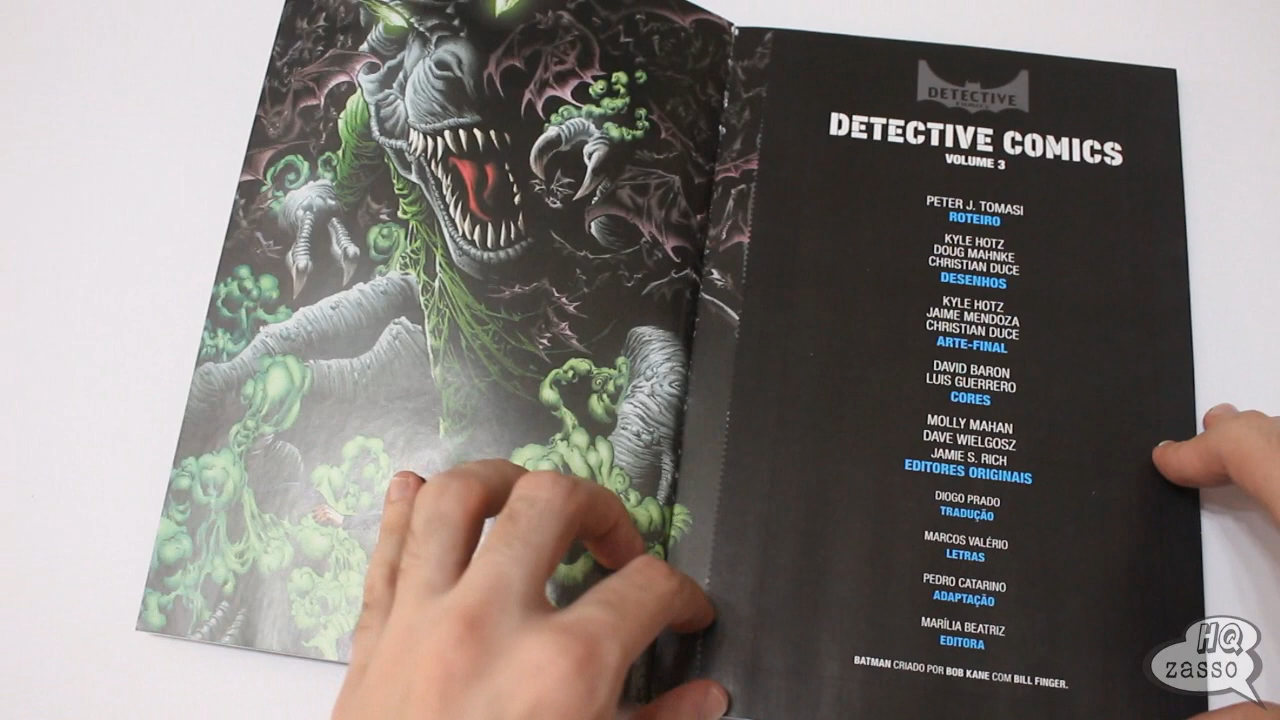 DETECTIVE
COMICS
DETECTIVE COMICS
VOLUME 3
PETER J. TOMASI
ROTEIRO
KYLE HOTZ
DOUG MAHNKE
CHRISTIAN DUCE
DESENHOS
KYLE HOTZ
JAIME MENDOZA
CHRISTIAN DUCE
ARTE-FINAL
DAVID BARON
LUIS GUERRERO
CORES
MOLLY MAHAN
DAVE WIELGOSZ
JAMIE S. RICH
EDITORES ORIGINAIS
DIOGO PRADO
TRADUÇÃO
MARCOS VALÉRIO
LETRAS
PEDRO CATARINO
ADAPTAÇÃO
MARÍLIA BEATRIZ
EDITORA
BATMAN CRIADO POR BOB KANE COM BILL FINGER.
HQ
zasso